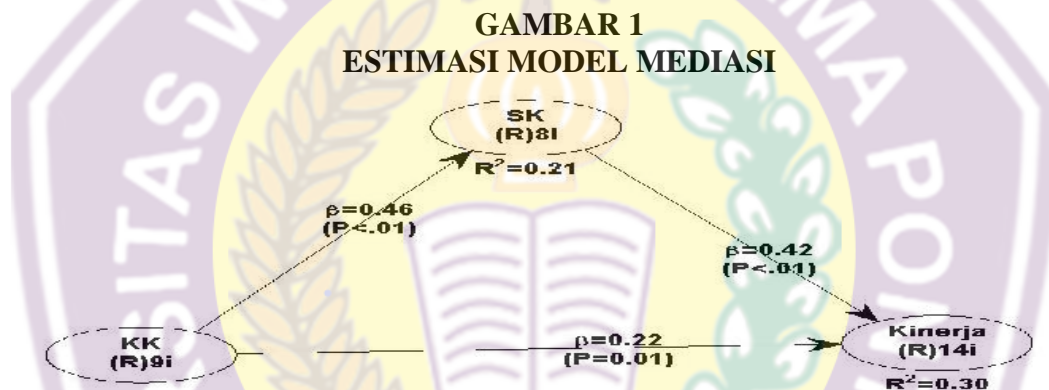 GAMBAR 1
ESTIMASI MODEL MEDIASI
SK
(R)8i
R²=0.21
β=0.46
(P<.01)
β=0.42
(P<.01)
KK
(R)9i
β=0.22
(P=0.01)
Kinerja
(R)14i
R²=0.30